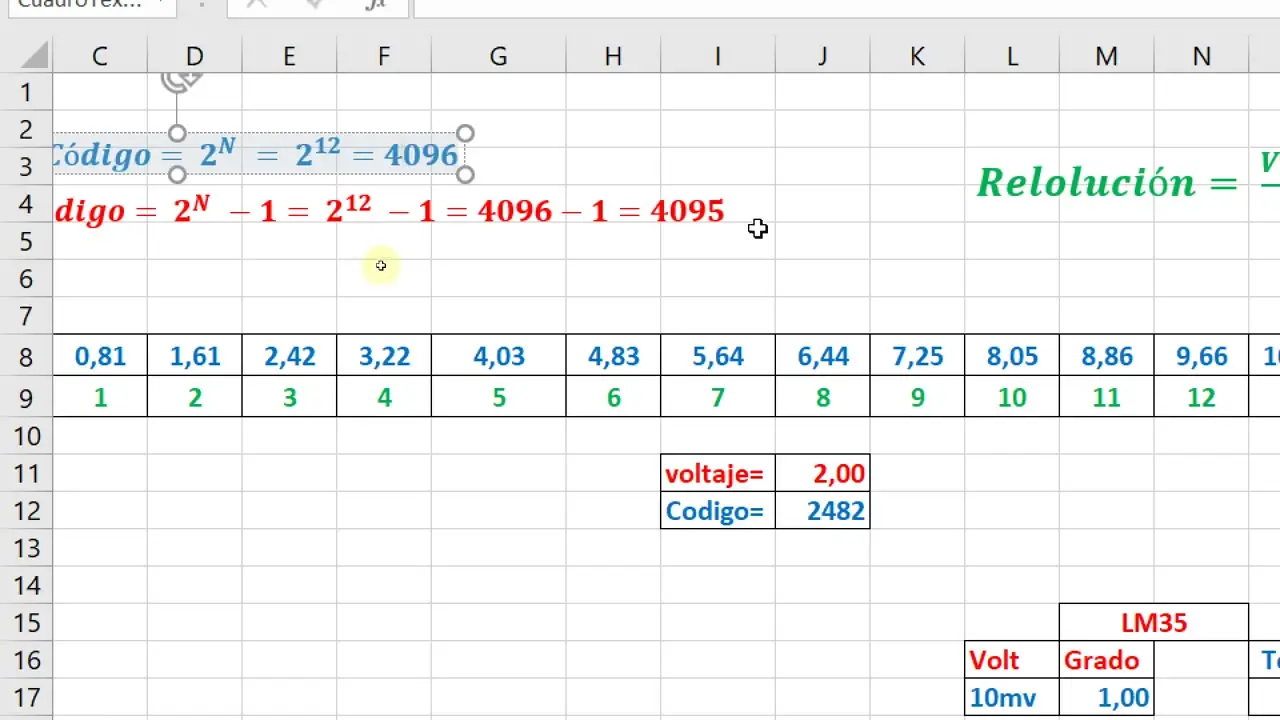 CuadroTex...
fx
C D E F G H I J K L M N
1
2
3
4
5
6
7
8
9
10
11
12
13
14
15
16
17
Código = 2^N = 2^12 = 4096
digo = 2^N − 1 = 2^12 − 1 = 4096 − 1 = 4095
Relolución = V
0,81 1,61 2,42 3,22 4,03 4,83 5,64 6,44 7,25 8,05 8,86 9,66
1 2 3 4 5 6 7 8 9 10 11 12
voltaje= 2,00
Codigo= 2482
LM35
Volt Grado
10mv 1,00